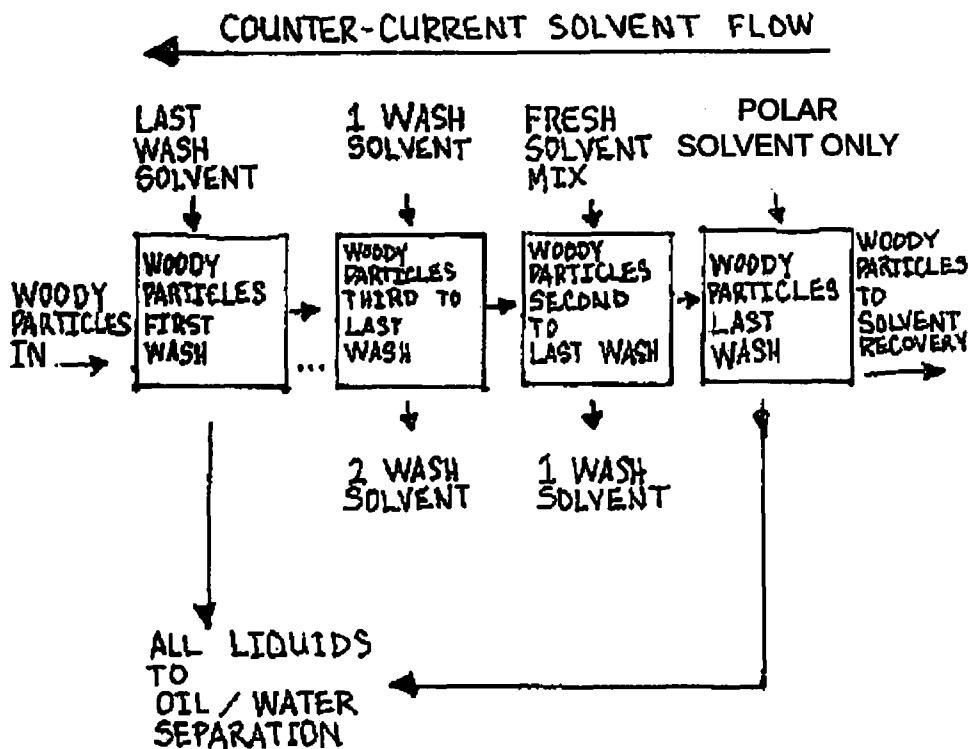 COUNTER-CURRENT SOLVENT FLOW
LAST
WASH
SOLVENT
1 WASH
SOLVENT
FRESH
SOLVENT
MIX
POLAR
SOLVENT ONLY
WOODY
PARTICLES
IN
WOODY
PARTICLES
FIRST
WASH
...
WOODY
PARTICLES
THIRD TO
LAST
WASH
WOODY
PARTICLES
SECOND
TO
LAST WASH
WOODY
PARTICLES
LAST
WASH
WOODY
PARTICLES
TO
SOLVENT
RECOVERY
2 WASH
SOLVENT
1 WASH
SOLVENT
ALL LIQUIDS
TO
OIL / WATER
SEPARATION